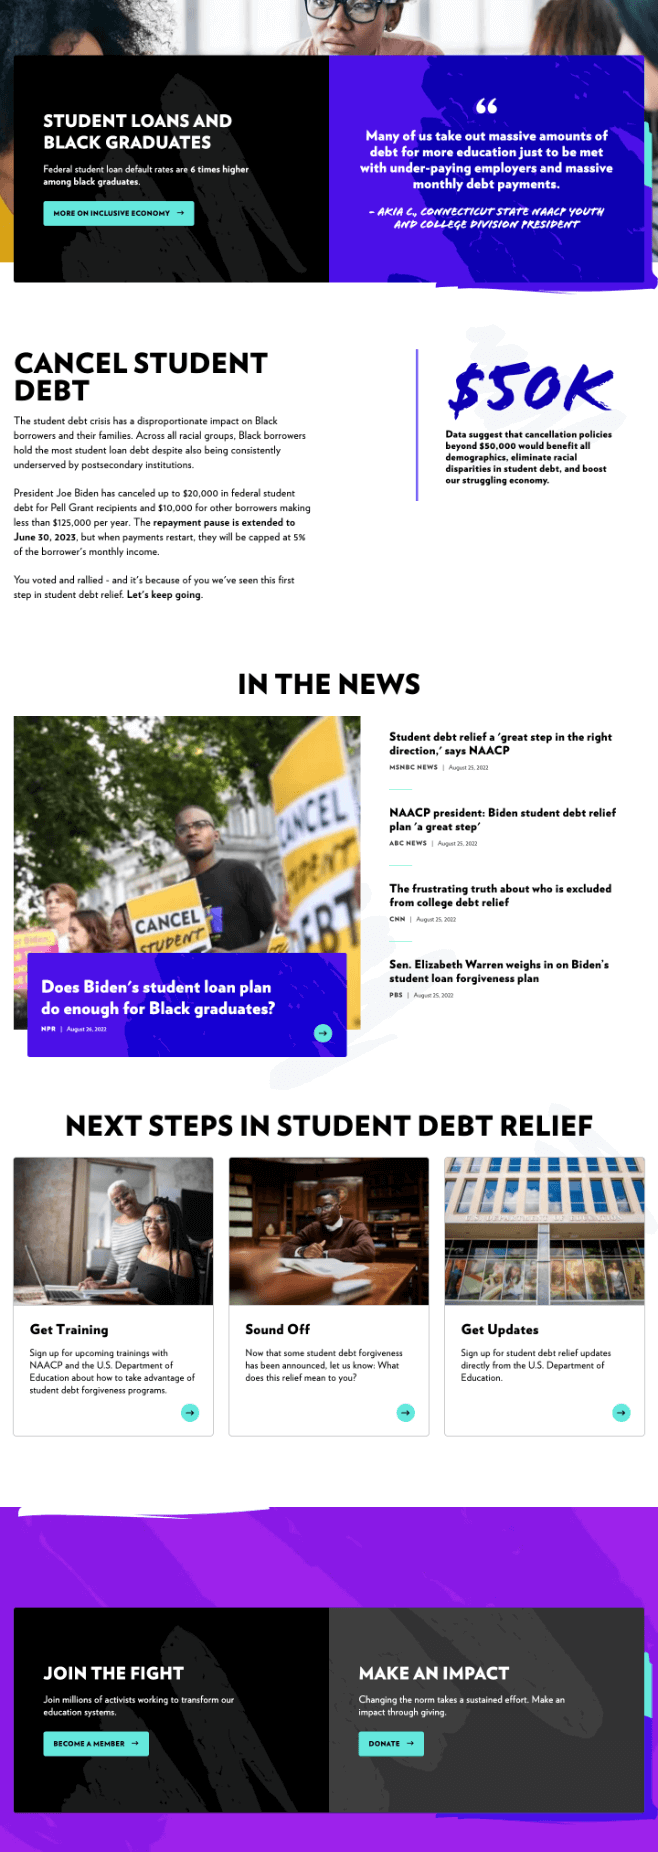 STUDENT LOANS AND
BLACK GRADUATES
Federal student loan default rates are 6 times higher
among black graduates.
MORE ON INCLUSIVE ECONOMY →
“
Many of us take out massive amounts of
debt for more education just to be met
with under-paying employers and massive
monthly debt payments.
– AKIA C., CONNECTICUT STATE NAACP YOUTH
AND COLLEGE DIVISION PRESIDENT
CANCEL STUDENT
DEBT
The student debt crisis has a disproportionate impact on Black
borrowers and their families. Across all racial groups, Black borrowers
hold the most student loan debt despite also being consistently
underserved by postsecondary institutions.
President Joe Biden has canceled up to $20,000 in federal student
debt for Pell Grant recipients and $10,000 for other borrowers making
less than $125,000 per year. The repayment pause is extended to
June 30, 2023, but when payments restart, they will be capped at 5%
of the borrower's monthly income.
You voted and rallied - and it's because of you we've seen this first
step in student debt relief. Let's keep going.
$50K
Data suggest that cancellation policies
beyond $50,000 would benefit all
demographics, eliminate racial
disparities in student debt, and boost
our struggling economy.
IN THE NEWS
CANCEL
STUDENT
DEBT
CANCEL
STUDENT
Does Biden's student loan plan
do enough for Black graduates?
NPR | August 26, 2022
→
Student debt relief a 'great step in the right
direction,' says NAACP
MSNBC NEWS | August 25, 2022
NAACP president: Biden student debt relief
plan 'a great step'
ABC NEWS | August 25, 2022
The frustrating truth about who is excluded
from college debt relief
CNN | August 25, 2022
Sen. Elizabeth Warren weighs in on Biden's
student loan forgiveness plan
PBS | August 25, 2022
NEXT STEPS IN STUDENT DEBT RELIEF
Get Training
Sign up for upcoming trainings with
NAACP and the U.S. Department of
Education about how to take advantage of
student debt forgiveness programs.
→
Sound Off
Now that some student debt forgiveness
has been announced, let us know: What
does this relief mean to you?
→
U.S. DEPARTMENT OF EDUCATION
Get Updates
Sign up for student debt relief updates
directly from the U.S. Department of
Education.
→
JOIN THE FIGHT
Join millions of activists working to transform our
education systems.
BECOME A MEMBER →
MAKE AN IMPACT
Changing the norm takes a sustained effort. Make an
impact through giving.
DONATE →